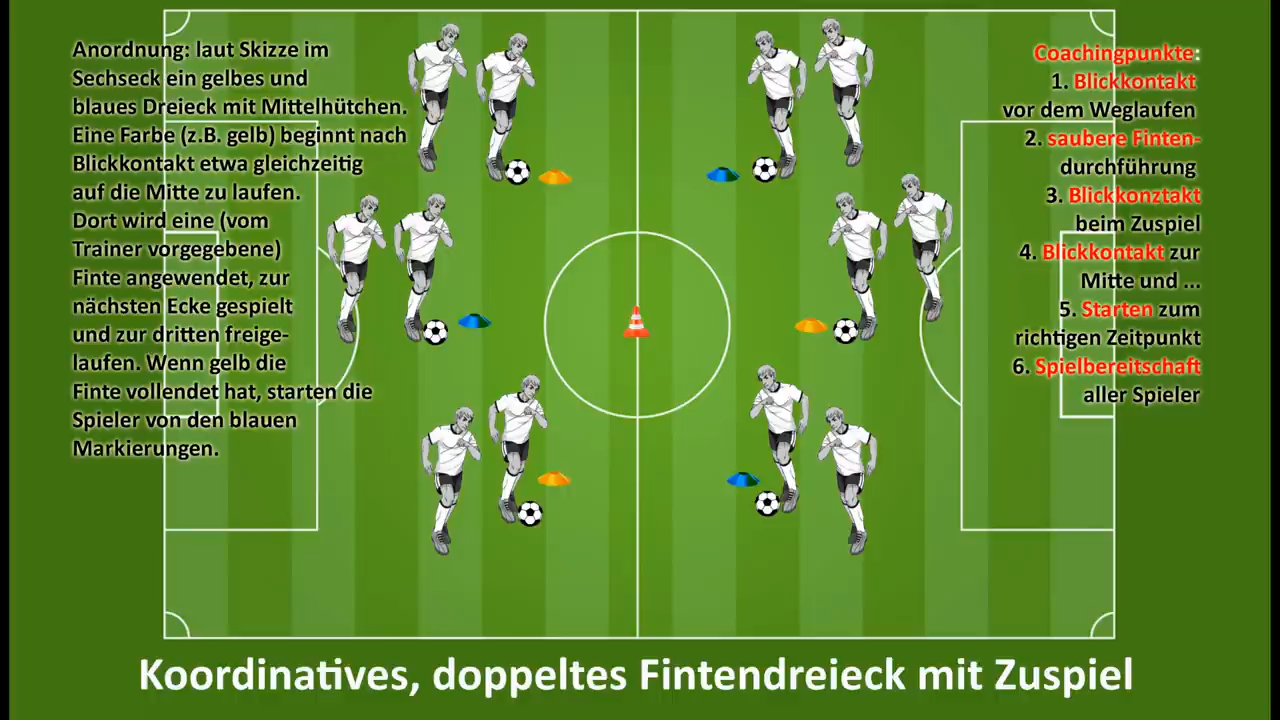 Anordnung: laut Skizze im
Sechseck ein gelbes und
blaues Dreieck mit Mittelhütchen.
Eine Farbe (z.B. gelb) beginnt nach
Blickkontakt etwa gleichzeitig
auf die Mitte zu laufen.
Dort wird eine (vom
Trainer vorgegebene)
Finte angewendet, zur
nächsten Ecke gespielt
und zur dritten freige-
laufen. Wenn gelb die
Finte vollendet hat, starten die
Spieler von den blauen
Markierungen.
Coachingpunkte:
1. Blickkontakt
vor dem Weglaufen
2. saubere Finten-
durchführung
3. Blickkonztakt
beim Zuspiel
4. Blickkontakt zur
Mitte und ...
5. Starten zum
richtigen Zeitpunkt
6. Spielbereitschaft
aller Spieler
Koordinatives, doppeltes Fintendreieck mit Zuspiel